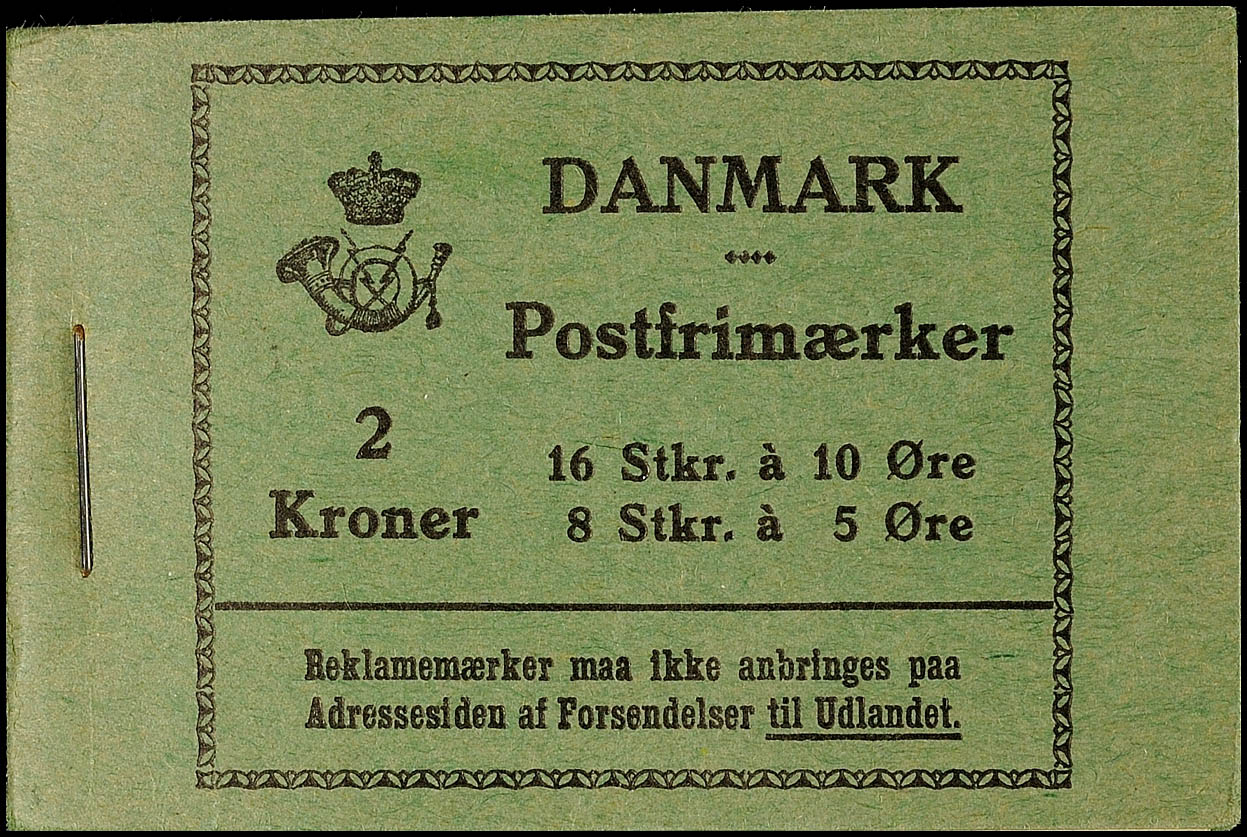 DANMARK
Postfrimærker
2
Kroner
16 Stkr. à 10 Øre
8 Stkr. à 5 Øre
Reklamemærker maa ikke anbringes paa
Adressesiden af Forsendelser til Udlandet.